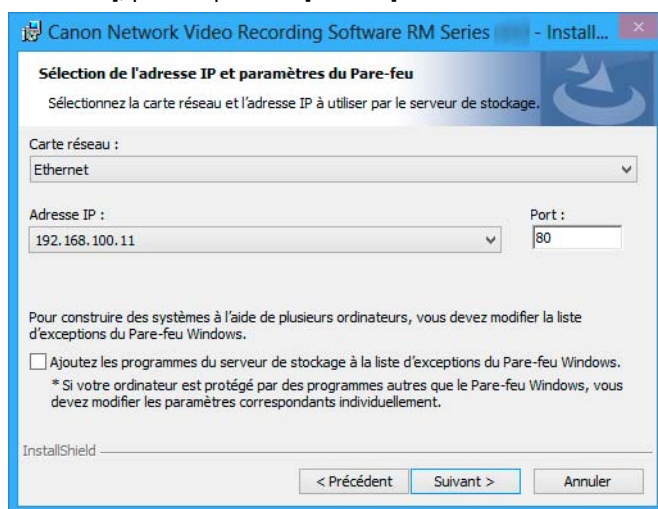 Canon Network Video Recording Software RM Series - Install...
Sélection de l'adresse IP et paramètres du Pare-feu
Sélectionnez la carte réseau et l'adresse IP à utiliser par le serveur de stockage.
Carte réseau :
Ethernet
Adresse IP :
Port :
192.168.100.11
80
Pour construire des systèmes à l'aide de plusieurs ordinateurs, vous devez modifier la liste
d'exceptions du Pare-feu Windows.
Ajoutez les programmes du serveur de stockage à la liste d'exceptions du Pare-feu Windows.
* Si votre ordinateur est protégé par des programmes autres que le Pare-feu Windows, vous
devez modifier les paramètres correspondants individuellement.
InstallShield
< Précédent
Suivant >
Annuler